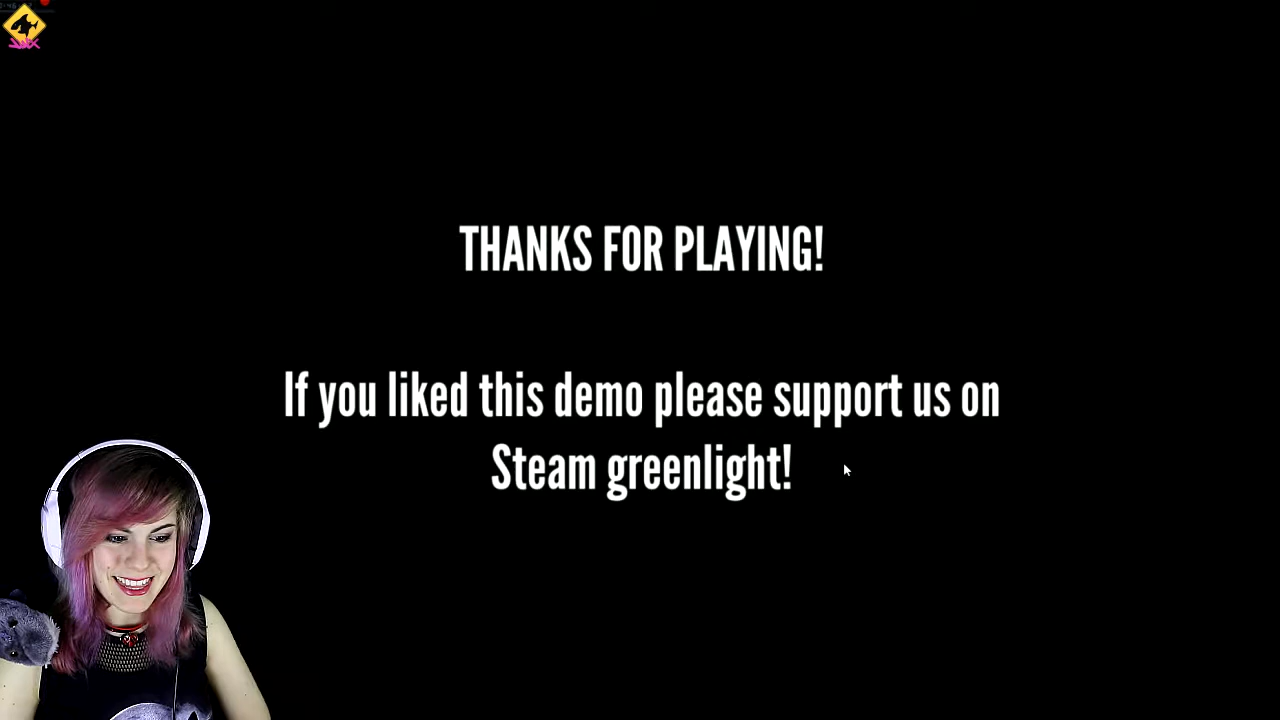 THANKS FOR PLAYING!
If you liked this demo please support us on
Steam greenlight!